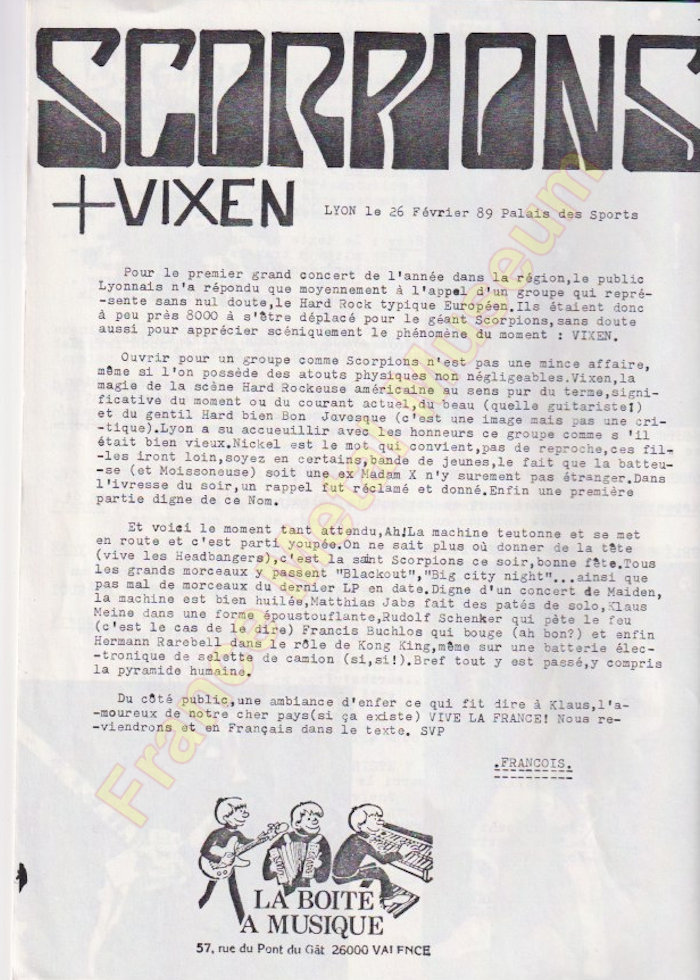 SCORPIONS
+VIXEN
LYON le 26 Février 89 Palais des Sports
Pour le premier grand concert de l'année dans la région,le public
Lyonnais n'a répondu que moyennement à l'appel d'un groupe qui repré-
-sente sans nul doute,le Hard Rock typique Européen.Ils étaient donc
à peu près 8000 à s'être déplacé pour le géant Scorpions,sans doute
aussi pour apprécier scéniquement le phénomène du moment : VIXEN.
Ouvrir pour un groupe comme Scorpions n'est pas une mince affaire,
même si l'on possède des atouts physiques non négligeables.Vixen,la
magie de la scène Hard Rockeuse américaine au sens pur du terme,signi-
ficative du moment ou du courant actuel,du beau (quelle guitariste!)
et du gentil Hard bien Bon Jovesque (c'est une image mais pas une cri-
-tique).Lyon a su accueuillir avec les honneurs ce groupe comme s 'il
était bien vieux.Nickel est le mot qui convient,pas de reproche,ces fil-
-les iront loin,soyez en certains,bande de jeunes,le fait que la batteu-
-se (et Moissoneuse) soit une ex Madam X n'y surement pas étranger.Dans
l'ivresse du soir,un rappel fut réclamé et donné.Enfin une première
partie digne de ce Nom.
Et voici le moment tant attendu,Ah!La machine teutonne et se met
en route et c'est parti youpée.On ne sait plus où donner de la tête
(vive les Headbangers),c'est la saint Scorpions ce soir,bonne fête.Tous
les grands morceaux y passent "Blackout","Big city night"...ainsi que
pas mal de morceaux du dernier LP en date.Digne d'un concert de Maiden,
la machine est bien huilée,Matthias Jabs fait des patés de solo,Klaus
Meine dans une forme époustouflante,Rudolf Schenker qui pète le feu
(c'est le cas de le dire) Francis Buchlos qui bouge (ah bon?) et enfin
Hermann Rarebell dans le rôle de Kong King,même sur une batterie élec-
-tronique de selette de camion (si,si!).Bref tout y est passé,y compris
la pyramide humaine.
Du côté public,une ambiance d'enfer ce qui fit dire à Klaus,l'a-
-moureux de notre cher pays(si ça existe) VIVE LA FRANCE! Nous re-
-viendrons et en Français dans le texte. SVP
.FRANCOIS.
LA BOITE
A MUSIQUE
57, rue du Pont du Gât 26000 VALENCE
France Metal Museum